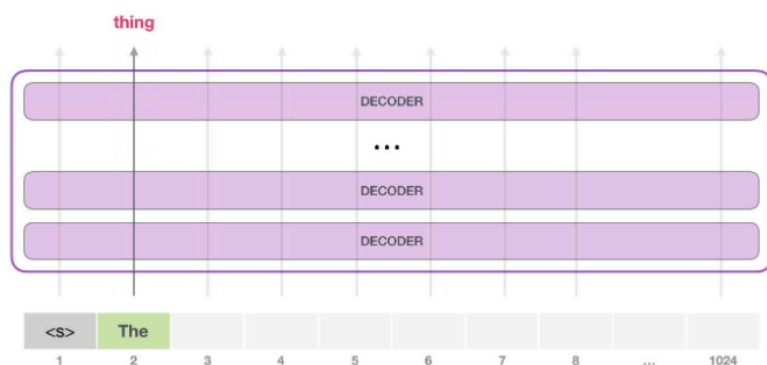 thing
DECODER
...
DECODER
DECODER
<s> The
1 2 3 4 5 6 7 8 ... 1024